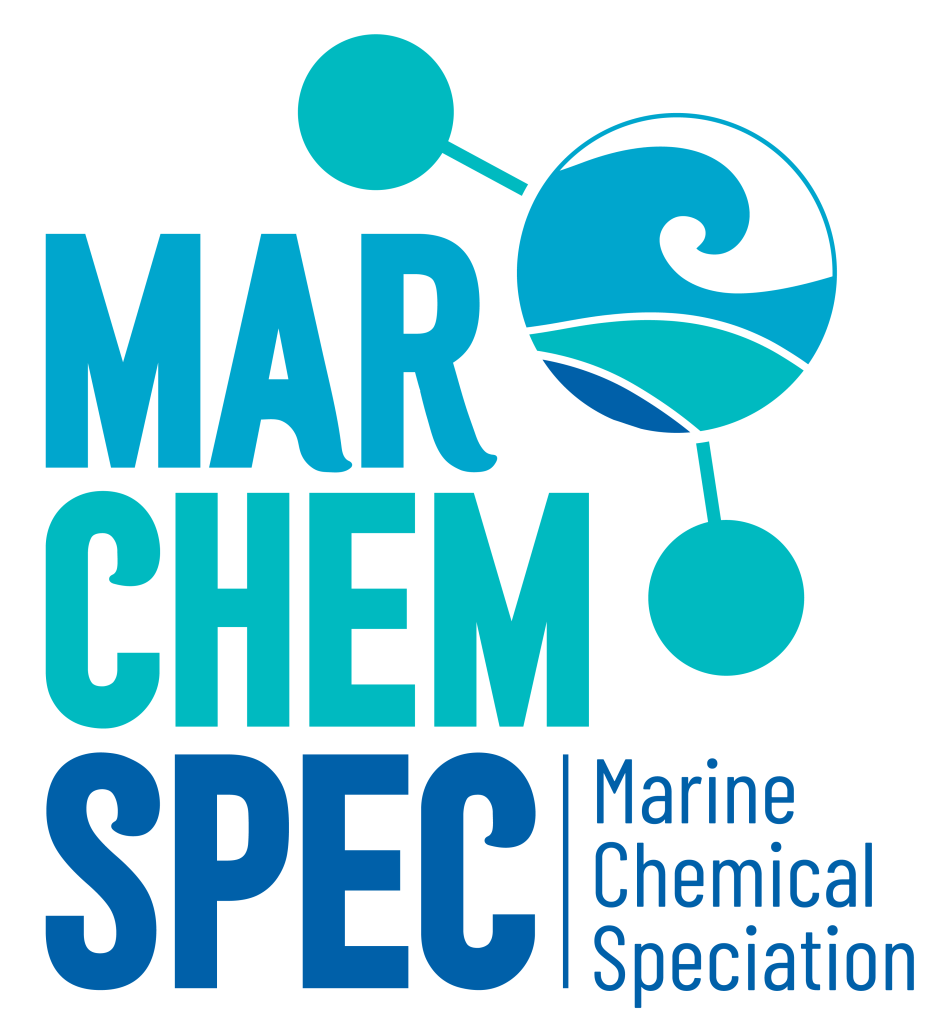 MAR
CHEM
SPEC
Marine
Chemical
Speciation